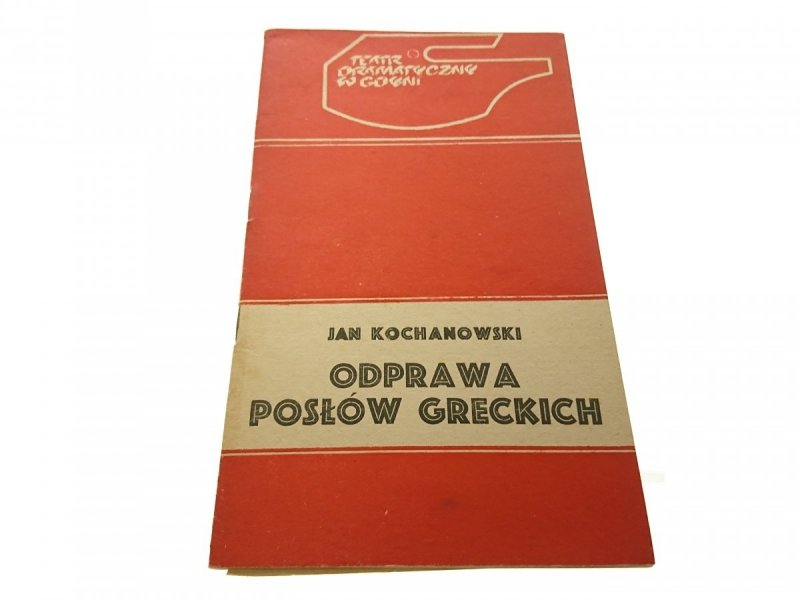 TEATR
DRAMATYCZNY
W GDYNI
JAN KOCHANOWSKI
ODPRAWA
POSŁÓW GRECKICH